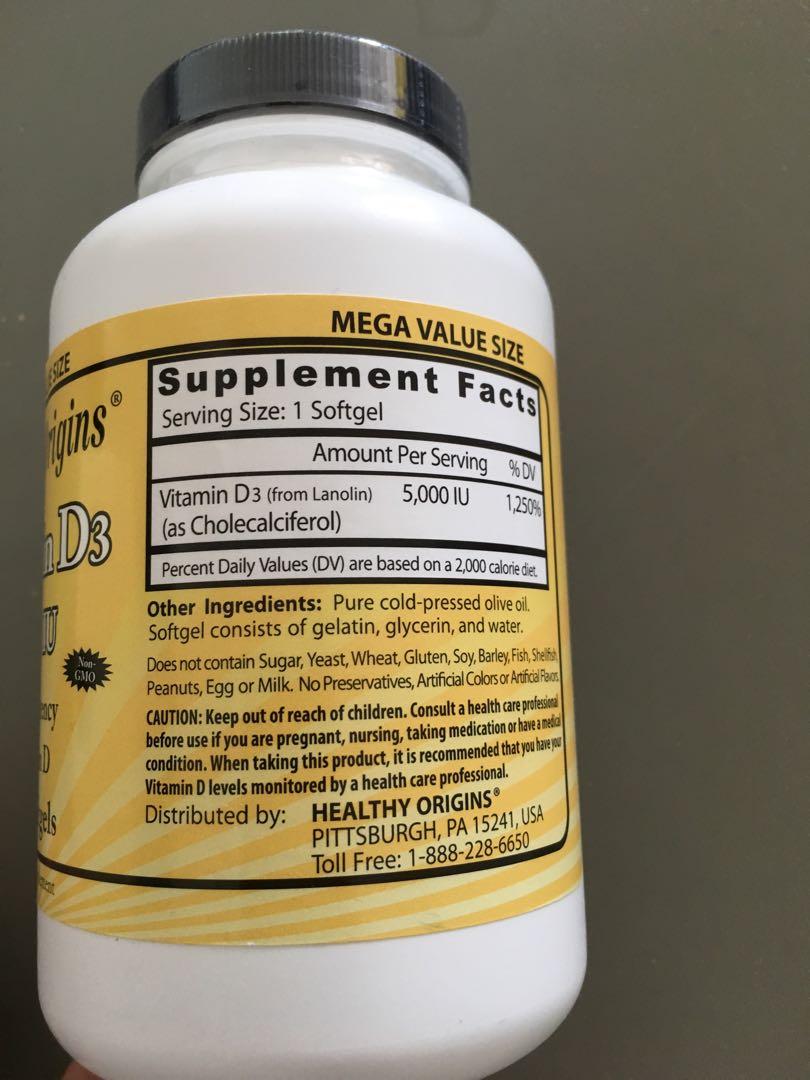 MEGA VALUE SIZE
SIZE
®
D3
IU
Non-
GMO
D
Supplement Facts
Serving Size: 1 Softgel
Amount Per Serving % DV
Vitamin D3 (from Lanolin) 5,000 IU 1,250%
(as Cholecalciferol)
Percent Daily Values (DV) are based on a 2,000 calorie diet.
Other Ingredients: Pure cold-pressed olive oil.
Softgel consists of gelatin, glycerin, and water.
Does not contain Sugar, Yeast, Wheat, Gluten, Soy, Barley, Fish, Shellfish,
Peanuts, Egg or Milk. No Preservatives, Artificial Colors or Artificial Flavors.
CAUTION: Keep out of reach of children. Consult a health care professional
before use if you are pregnant, nursing, taking medication or have a medical
condition. When taking this product, it is recommended that you have your
Vitamin D levels monitored by a health care professional.
Distributed by: HEALTHY ORIGINS®
PITTSBURGH, PA 15241, USA
Toll Free: 1-888-228-6650